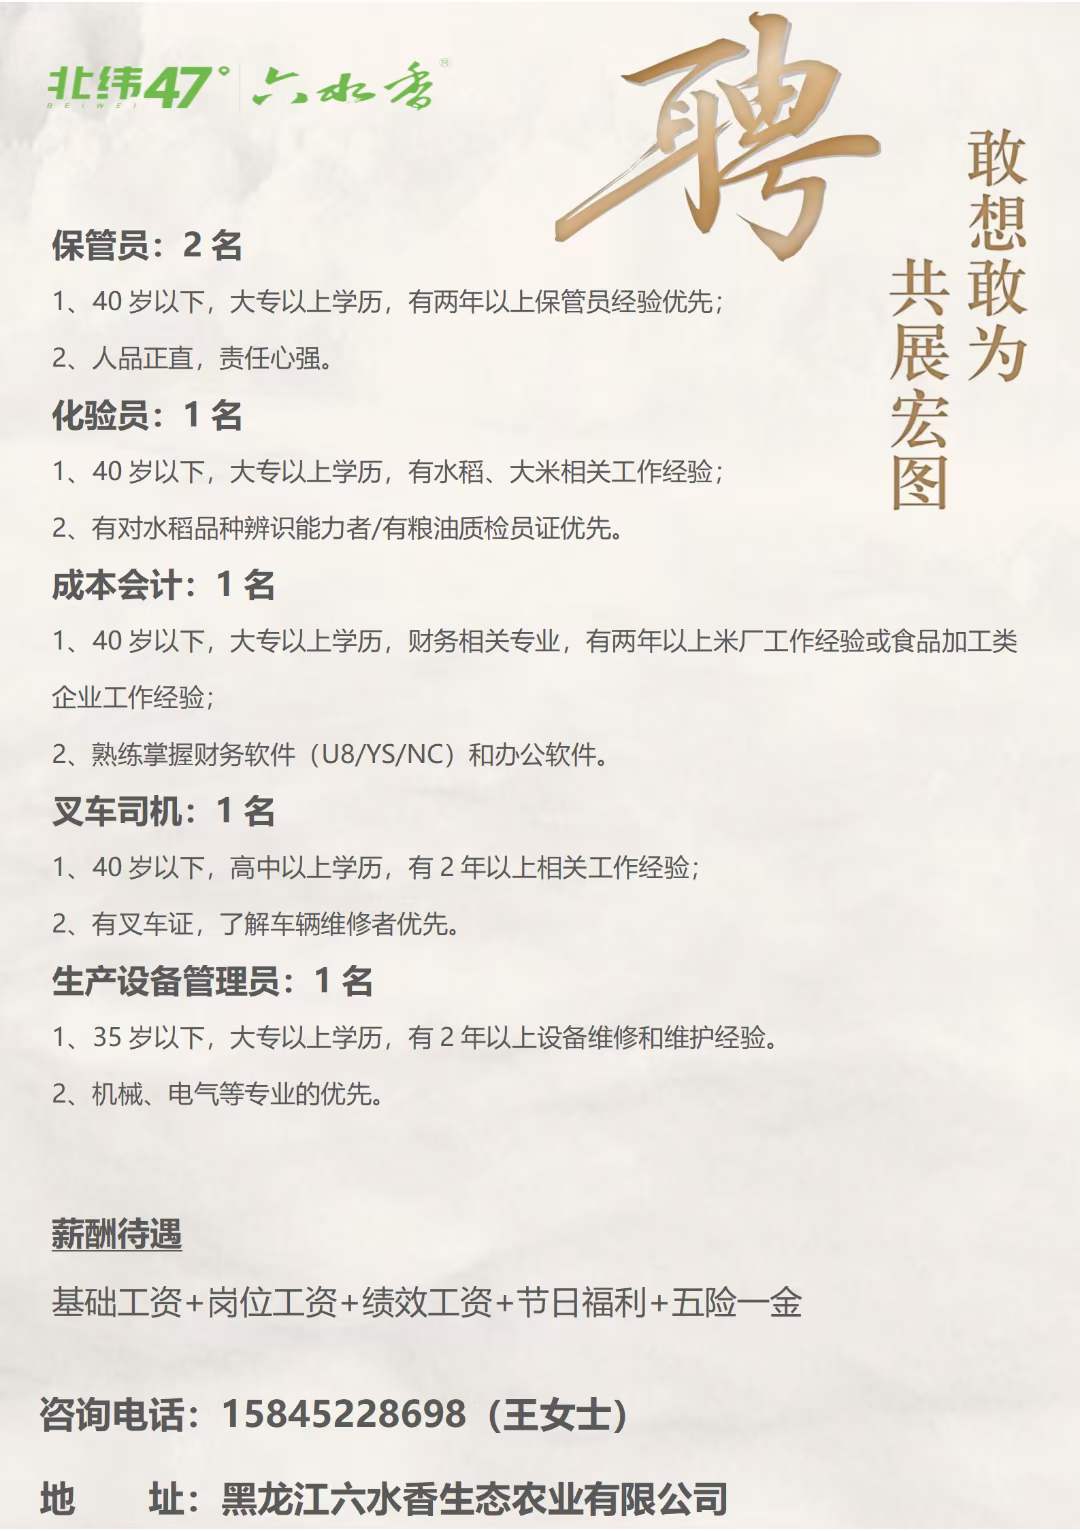 北纬47°
BEIWEI
六水香®
聘
敢想敢为
共展宏图
保管员：2 名
1、40 岁以下，大专以上学历，有两年以上保管员经验优先；
2、人品正直，责任心强。
化验员：1 名
1、40 岁以下，大专以上学历，有水稻、大米相关工作经验；
2、有对水稻品种辨识能力者/有粮油质检员证优先。
成本会计：1 名
1、40 岁以下，大专以上学历，财务相关专业，有两年以上米厂工作经验或食品加工类
企业工作经验；
2、熟练掌握财务软件（U8/YS/NC）和办公软件。
叉车司机：1 名
1、40 岁以下，高中以上学历，有 2 年以上相关工作经验；
2、有叉车证，了解车辆维修者优先。
生产设备管理员：1 名
1、35 岁以下，大专以上学历，有 2 年以上设备维修和维护经验。
2、机械、电气等专业的优先。
薪酬待遇
基础工资+岗位工资+绩效工资+节日福利+五险一金
咨询电话：15845228698（王女士）
地　　址：黑龙江六水香生态农业有限公司